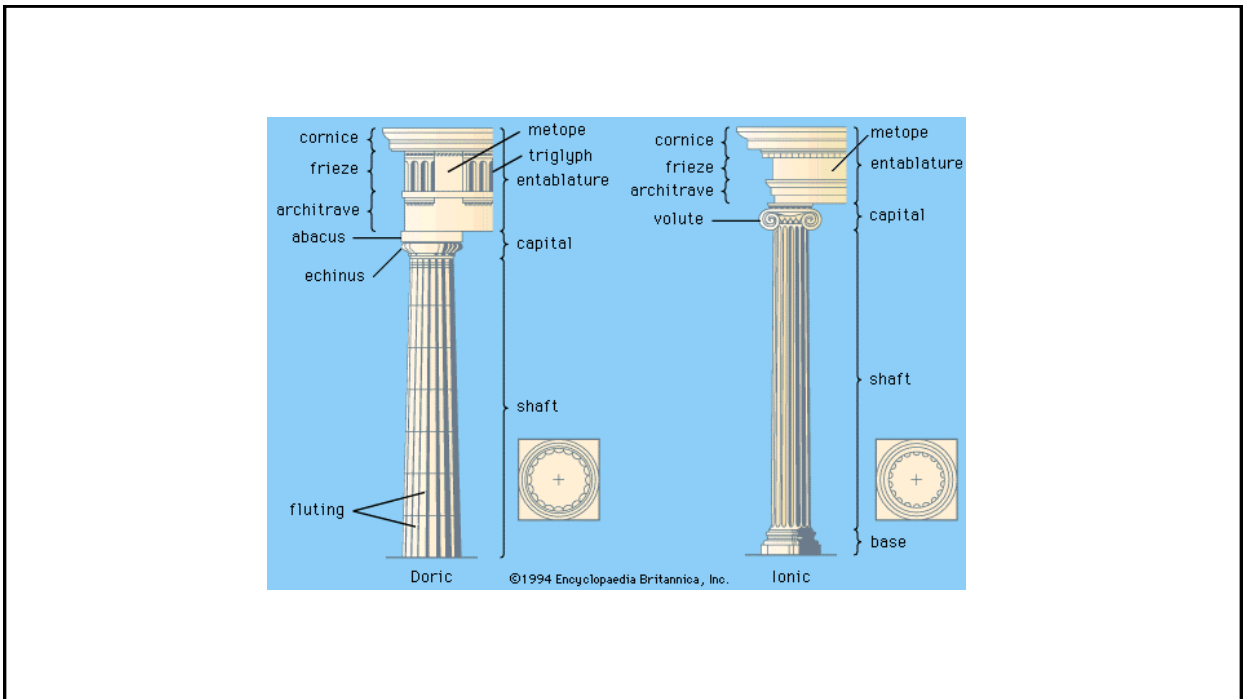 cornice
frieze
architrave
abacus
echinus
fluting
metope
triglyph
entablature
capital
shaft
Doric
©1994 Encyclopaedia Britannica, Inc.
cornice
frieze
architrave
volute
metope
entablature
capital
shaft
base
Ionic